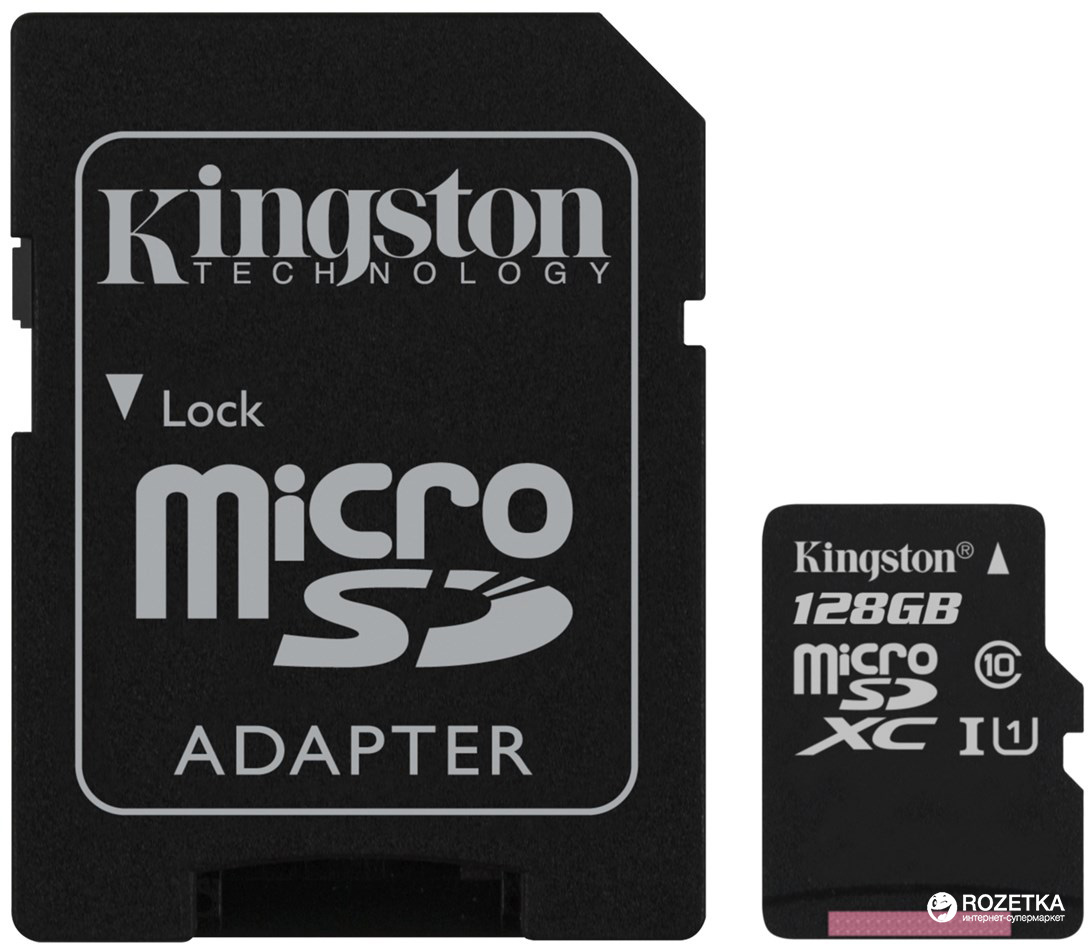 Kingston
TECHNOLOGY
Lock
micro
SD
ADAPTER
Kingston®
128GB
micro
SD
10
XC I U1
ROZETKA
интернет-супермаркет